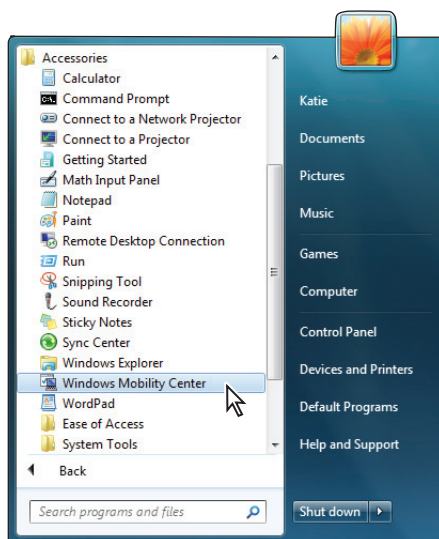 Accessories
Calculator
Command Prompt
Connect to a Network Projector
Connect to a Projector
Getting Started
Math Input Panel
Notepad
Paint
Remote Desktop Connection
Run
Snipping Tool
Sound Recorder
Sticky Notes
Sync Center
Windows Explorer
Windows Mobility Center
WordPad
Ease of Access
System Tools
Back
Search programs and files
Katie
Documents
Pictures
Music
Games
Computer
Control Panel
Devices and Printers
Default Programs
Help and Support
Shut down